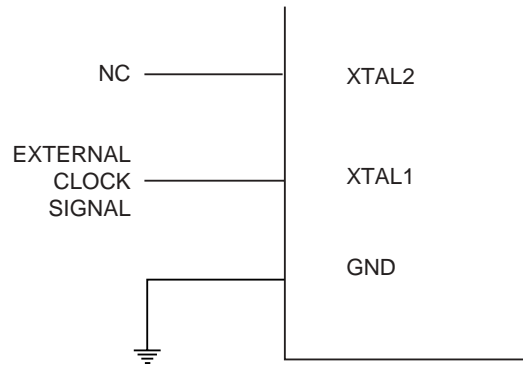 NC
XTAL2
EXTERNAL
CLOCK
SIGNAL
XTAL1
GND